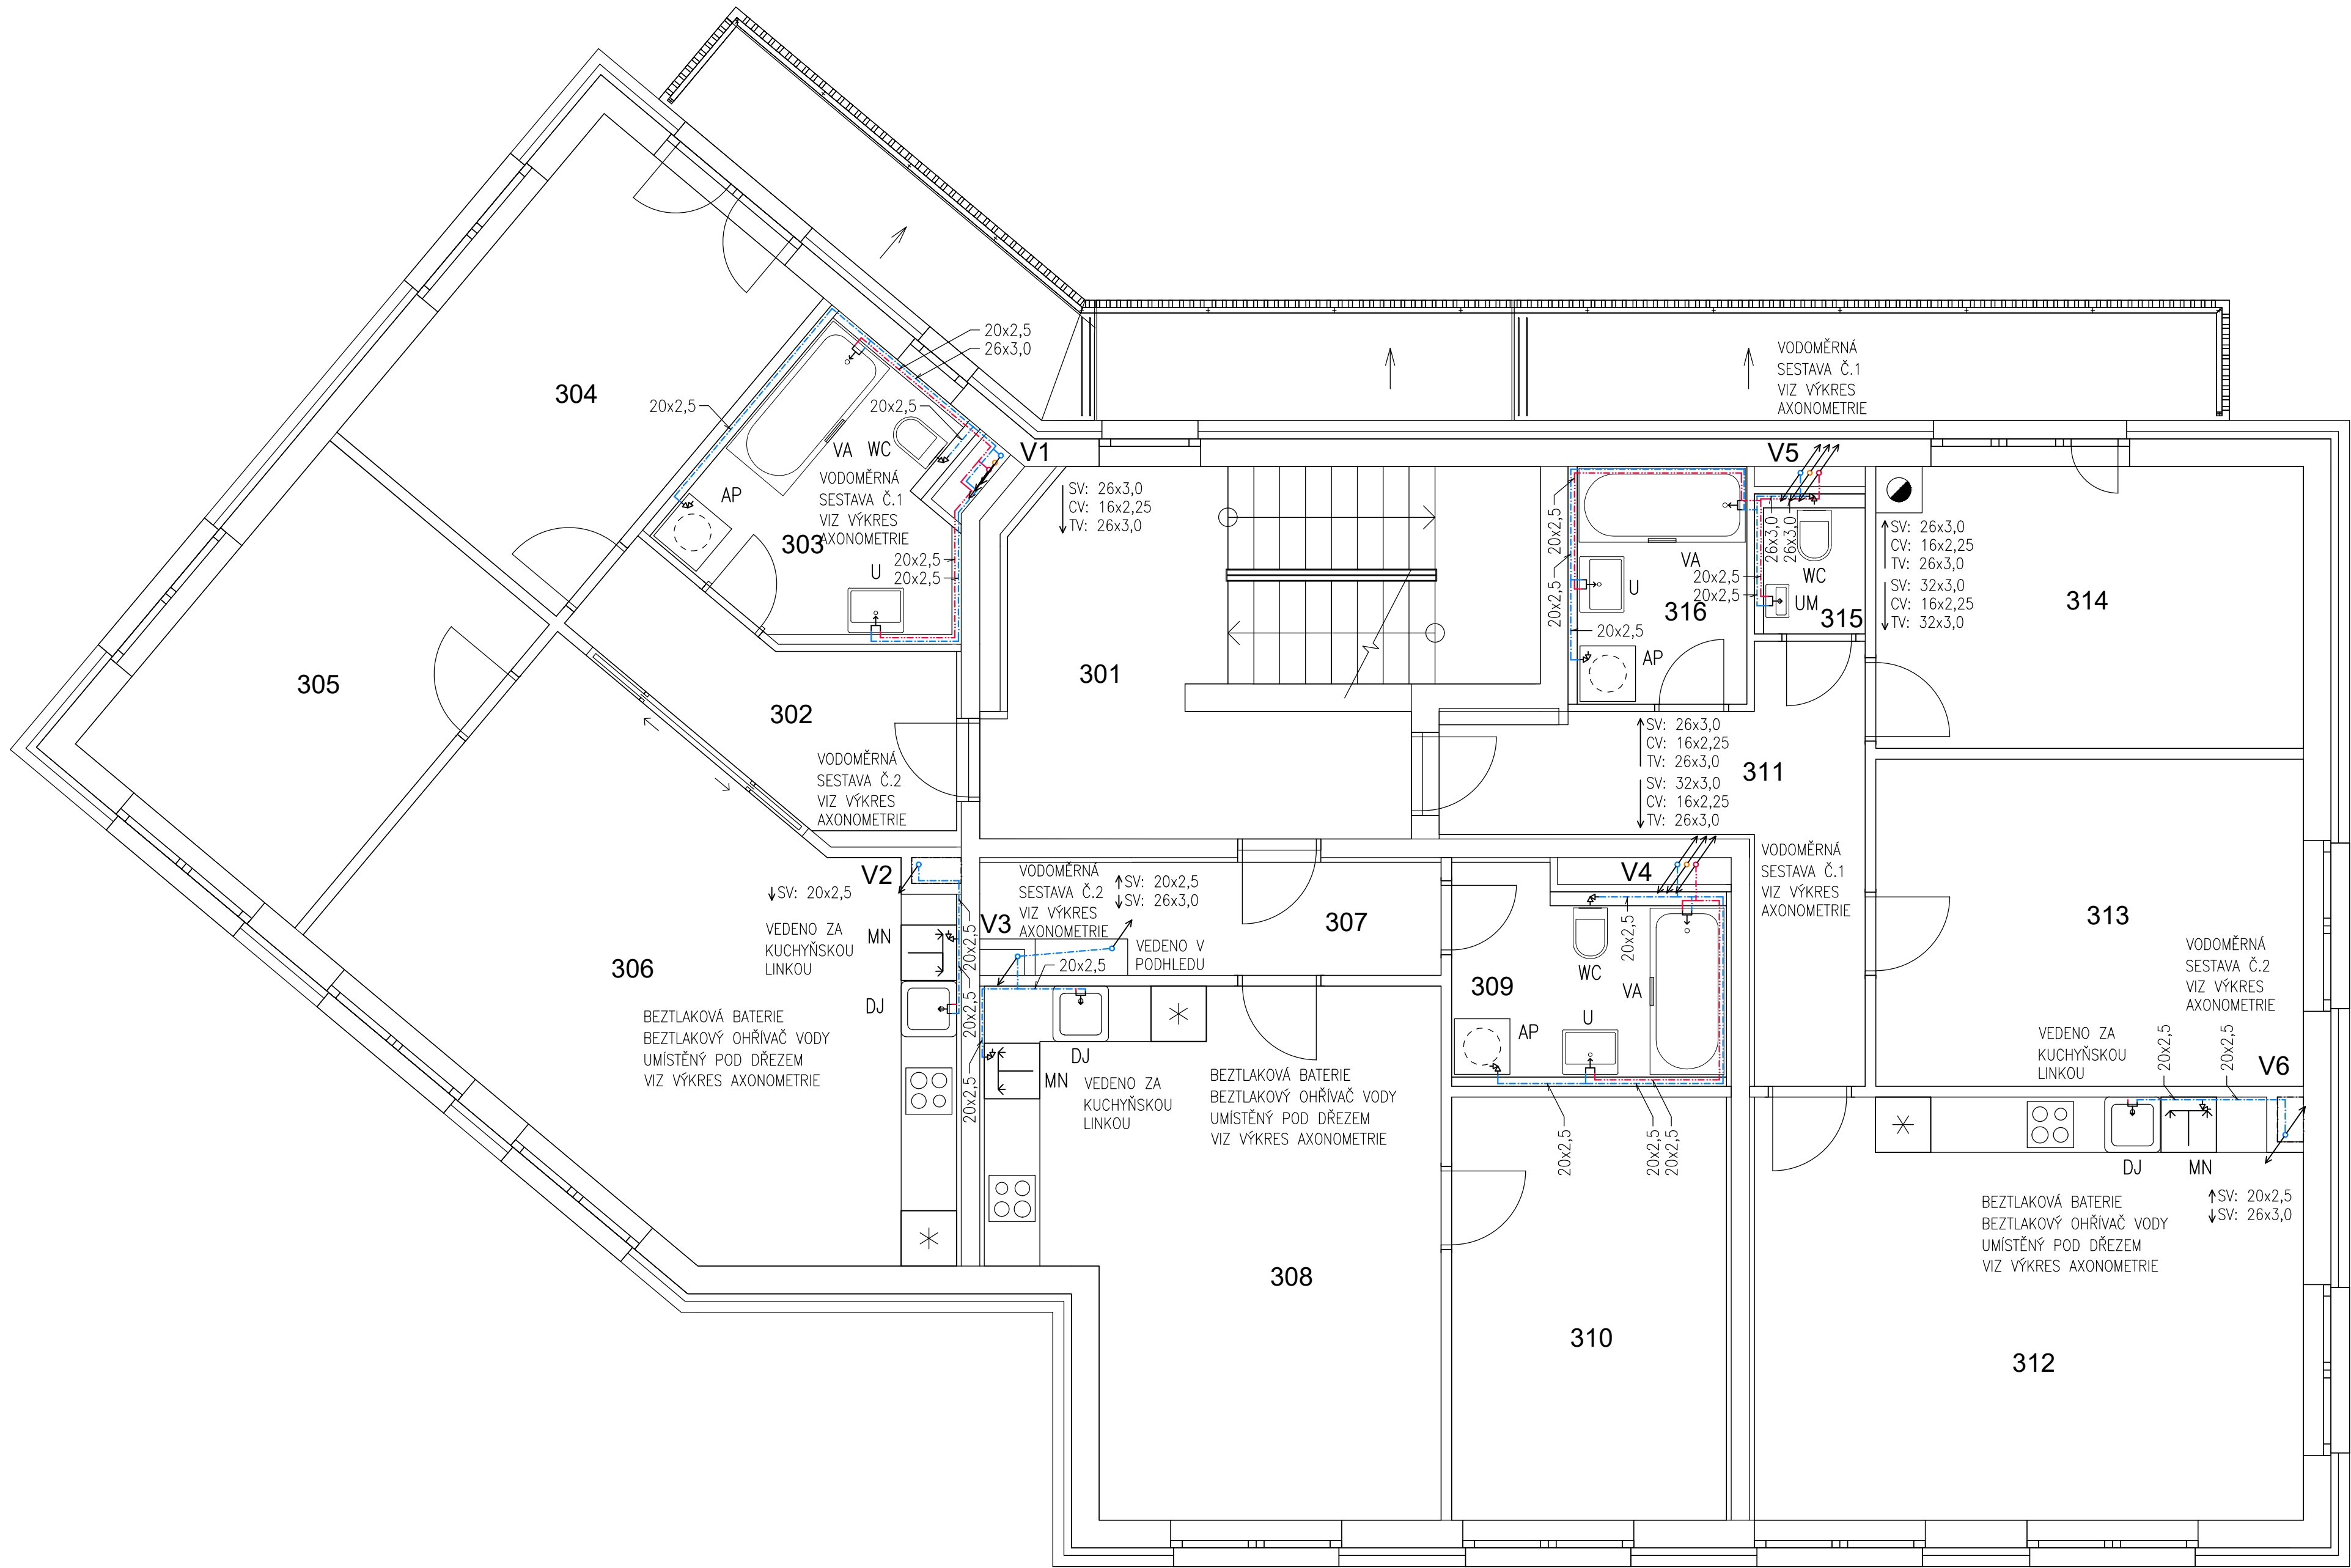 20x2,5
26x3,0
304
20x2,5
20x2,5
VA
WC
V1
VODOMĚRNÁ
SESTAVA Č.1
VIZ VÝKRES
AXONOMETRIE
AP
303
20x2,5
20x2,5
U
SV: 26x3,0
CV: 16x2,25
TV: 26x3,0
VODOMĚRNÁ
SESTAVA Č.1
VIZ VÝKRES
AXONOMETRIE
V5
20x2,5
20x2,5
20x2,5
VA
U
316
AP
26x3,0
26x3,0
WC
20x2,5
20x2,5
UM
315
SV: 26x3,0
CV: 16x2,25
TV: 26x3,0
SV: 32x3,0
CV: 16x2,25
TV: 32x3,0
314
305
302
301
VODOMĚRNÁ
SESTAVA Č.2
VIZ VÝKRES
AXONOMETRIE
SV: 26x3,0
CV: 16x2,25
TV: 26x3,0
SV: 32x3,0
CV: 16x2,25
TV: 26x3,0
311
V2
SV: 20x2,5
VEDENO ZA
KUCHYŇSKOU
LINKOU
MN
DJ
306
BEZTLAKOVÁ BATERIE
BEZTLAKOVÝ OHŘÍVAČ VODY
UMÍSTĚNÝ POD DŘEZEM
VIZ VÝKRES AXONOMETRIE
20x2,5
20x2,5
20x2,5
V3
VODOMĚRNÁ
SESTAVA Č.2
VIZ VÝKRES
AXONOMETRIE
SV: 20x2,5
SV: 26x3,0
VEDENO V
PODHLEDU
20x2,5
307
DJ
MN
VEDENO ZA
KUCHYŇSKOU
LINKOU
BEZTLAKOVÁ BATERIE
BEZTLAKOVÝ OHŘÍVAČ VODY
UMÍSTĚNÝ POD DŘEZEM
VIZ VÝKRES AXONOMETRIE
308
V4
20x2,5
WC
309
VA
AP
U
20x2,5
20x2,5
20x2,5
310
VODOMĚRNÁ
SESTAVA Č.1
VIZ VÝKRES
AXONOMETRIE
313
VODOMĚRNÁ
SESTAVA Č.2
VIZ VÝKRES
AXONOMETRIE
VEDENO ZA
KUCHYŇSKOU
LINKOU
20x2,5
20x2,5
V6
DJ
MN
SV: 20x2,5
SV: 26x3,0
BEZTLAKOVÁ BATERIE
BEZTLAKOVÝ OHŘÍVAČ VODY
UMÍSTĚNÝ POD DŘEZEM
VIZ VÝKRES AXONOMETRIE
312